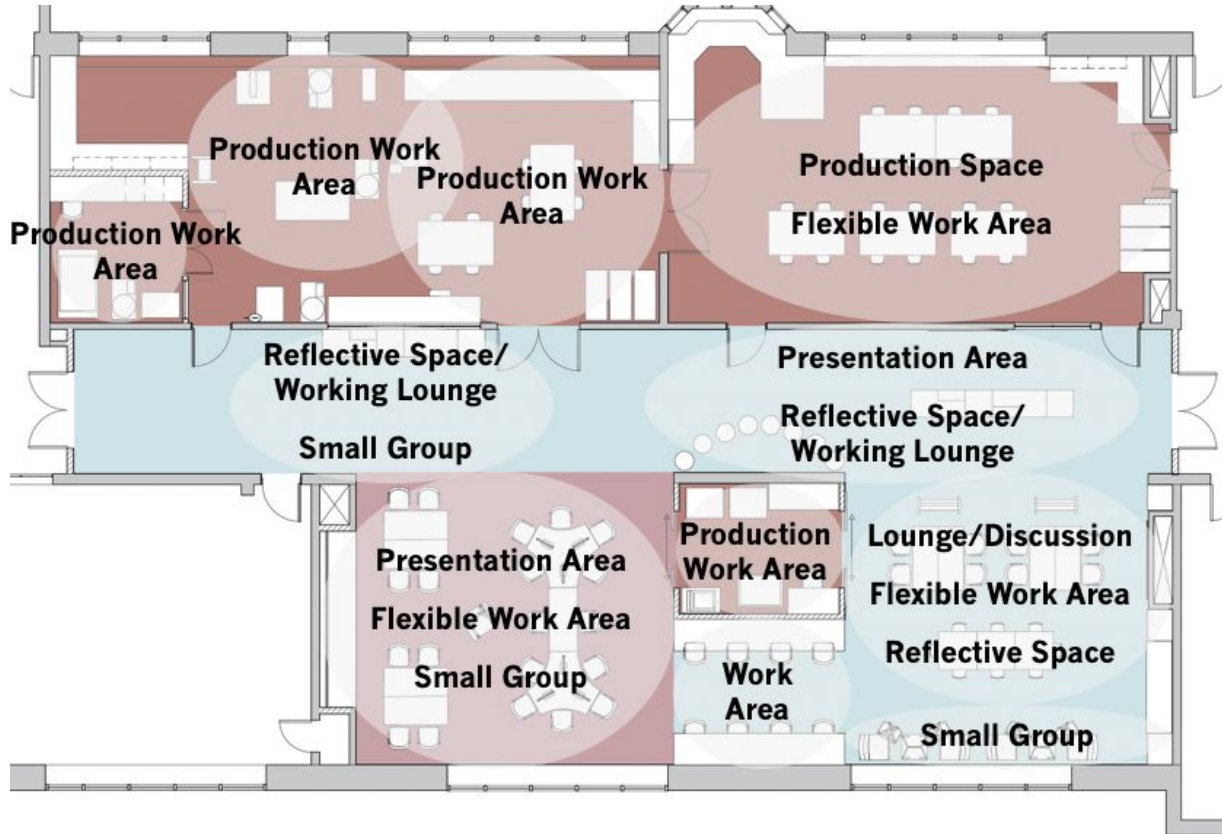 Production Work
Area
Production Work
Area
Production Work
Area
Production Space
Flexible Work Area
Reflective Space/
Working Lounge
Small Group
Presentation Area
Reflective Space/
Working Lounge
Presentation Area
Flexible Work Area
Small Group
Production
Work Area
Work
Area
Lounge/Discussion
Flexible Work Area
Reflective Space
Small Group